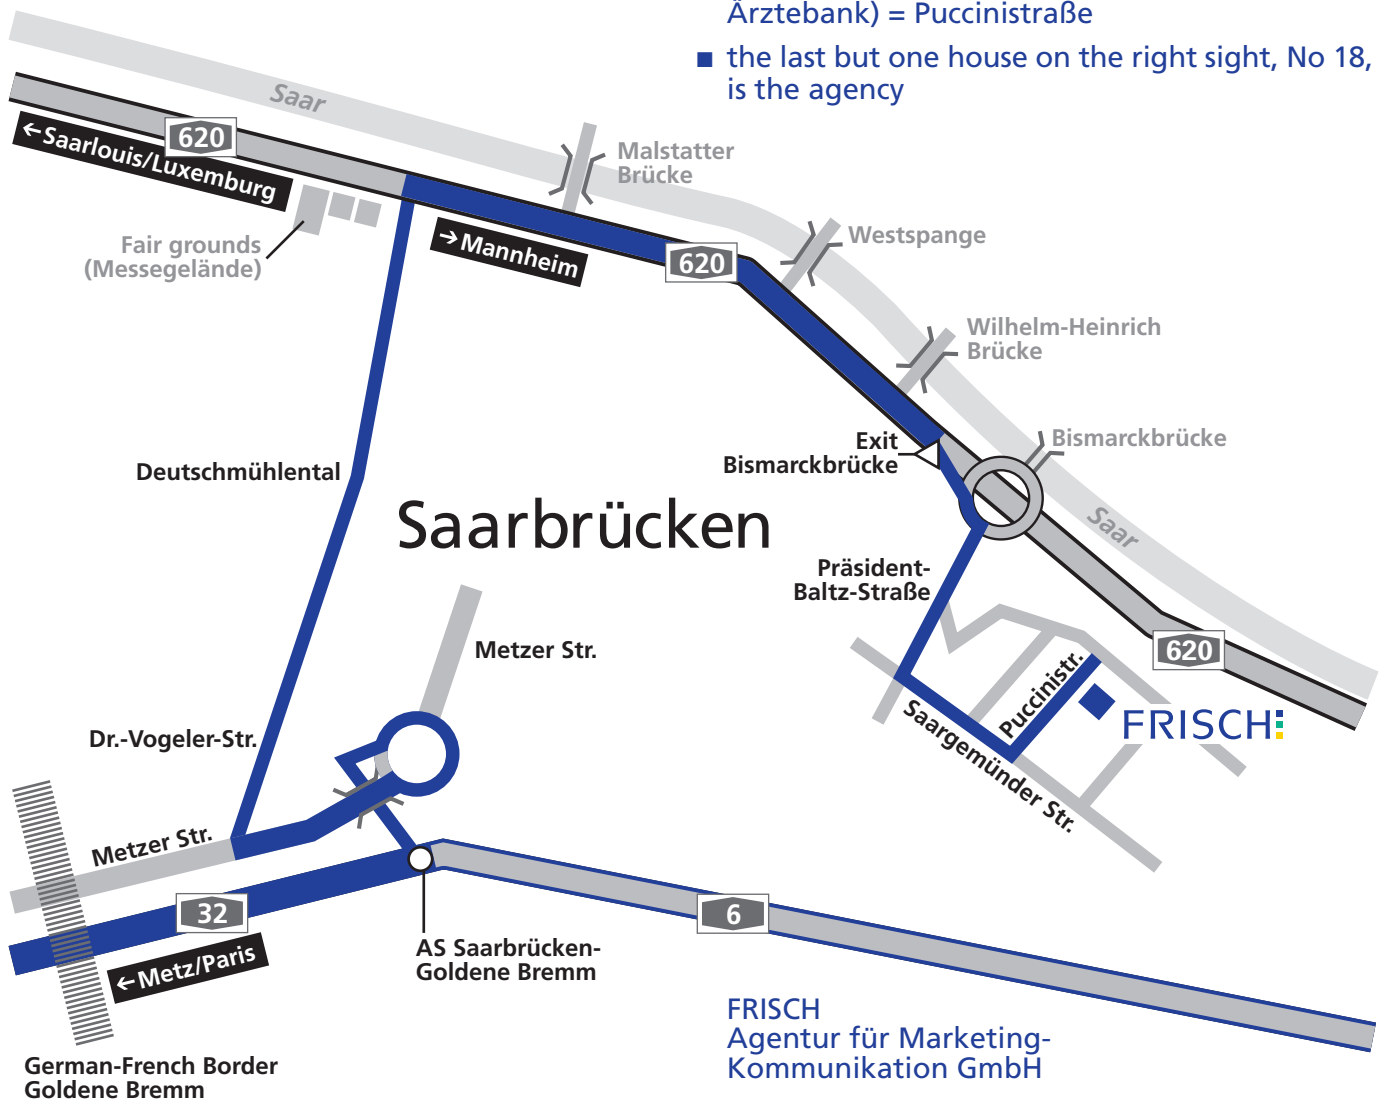 Ärztebank) = Puccinistraße
■ the last but one house on the right sight, No 18,
is the agency
Saar
620
←Saarlouis/Luxemburg
Malstatter
Brücke
Fair grounds
(Messegelände)
→Mannheim
620
Westspange
Wilhelm-Heinrich
Brücke
Exit
Bismarckbrücke
Bismarckbrücke
Deutschmühlental
Saarbrücken
Saar
Präsident-
Baltz-Straße
Metzer Str.
620
Puccinistr.
Saargemünder Str.
FRISCH
Dr.-Vogeler-Str.
Metzer Str.
32
6
←Metz/Paris
AS Saarbrücken-
Goldene Bremm
FRISCH
Agentur für Marketing-
Kommunikation GmbH
German-French Border
Goldene Bremm